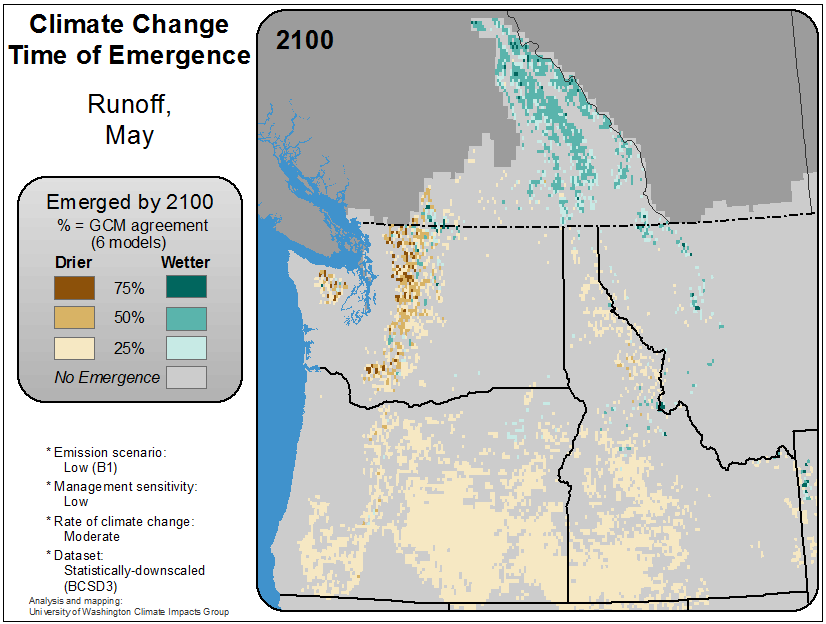 Climate Change
Time of Emergence
Runoff,
May
Emerged by 2100
% = GCM agreement
(6 models)
Drier Wetter
75%
50%
25%
No Emergence
* Emission scenario:
Low (B1)
* Management sensitivity:
Low
* Rate of climate change:
Moderate
* Dataset:
Statistically-downscaled
(BCSD3)
Analysis and mapping:
University of Washington Climate Impacts Group
2100